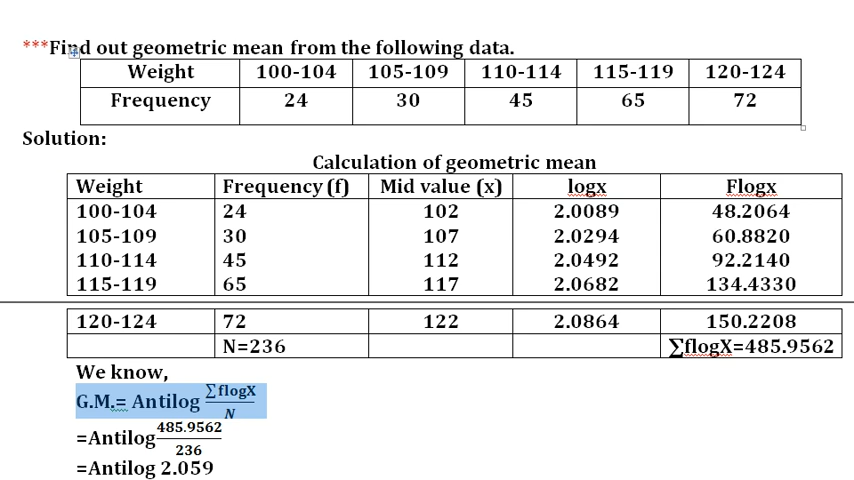 ***Find out geometric mean from the following data.
Weight 100-104 105-109 110-114 115-119 120-124
Frequency 24 30 45 65 72
Solution:
Calculation of geometric mean
Weight Frequency (f) Mid value (x) logx Flogx
100-104 24 102 2.0089 48.2064
105-109 30 107 2.0294 60.8820
110-114 45 112 2.0492 92.2140
115-119 65 117 2.0682 134.4330
120-124 72 122 2.0864 150.2208
N=236 ∑flogX=485.9562
We know,
G.M.= Antilog ∑flogX/N
=Antilog 485.9562/236
=Antilog 2.059